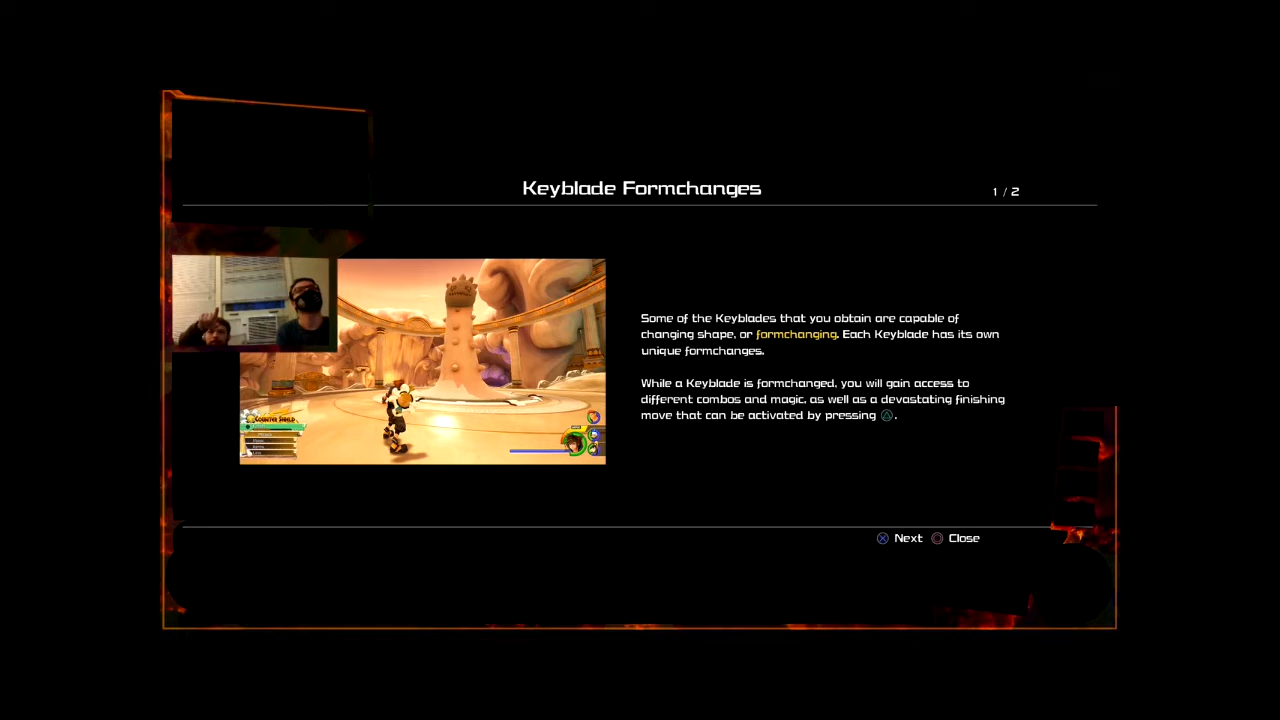 Keyblade Formchanges
1 / 2
Some of the Keyblades that you obtain are capable of
changing shape, or formchanging. Each Keyblade has its own
unique formchanges.
While a Keyblade is formchanged, you will gain access to
different combos and magic, as well as a devastating finishing
move that can be activated by pressing .
Counter Shield
Next Close